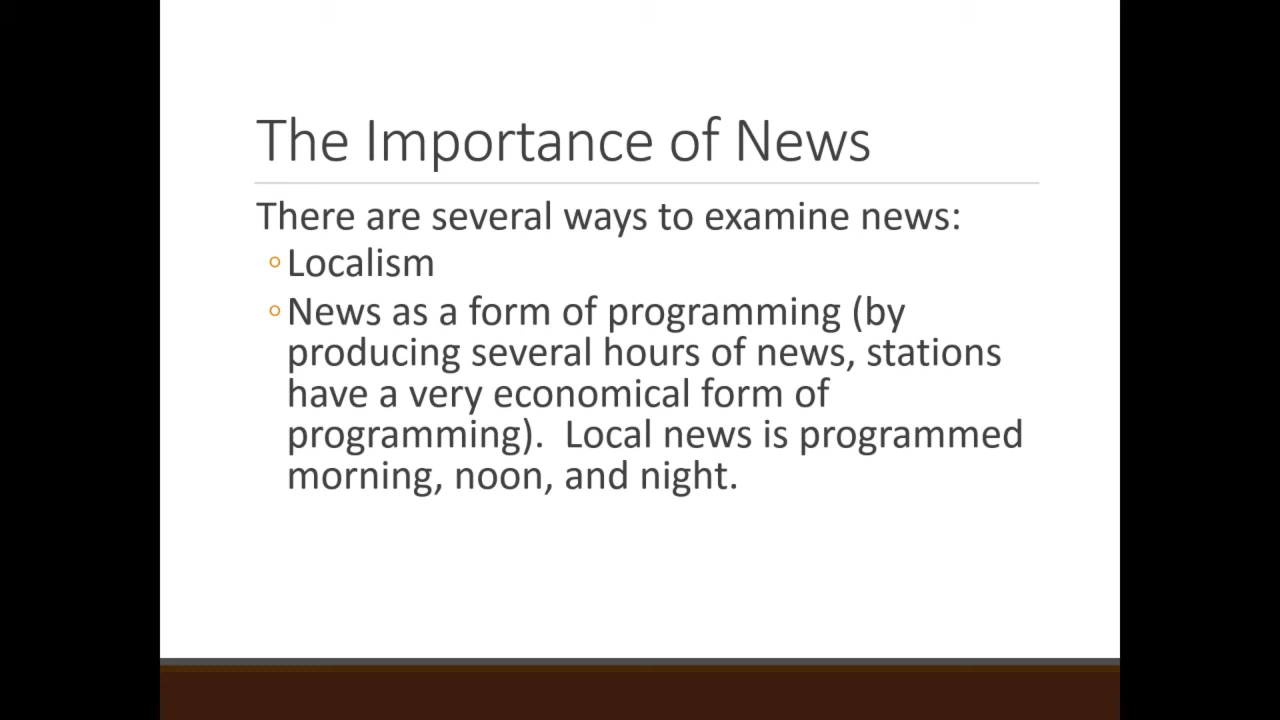 The Importance of News
There are several ways to examine news:
◦Localism
◦News as a form of programming (by
producing several hours of news, stations
have a very economical form of
programming).  Local news is programmed
morning, noon, and night.